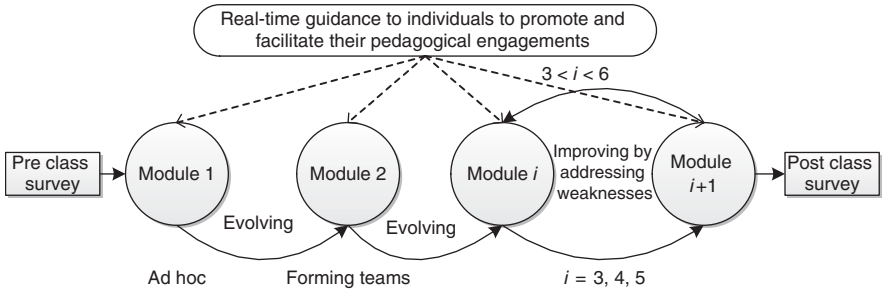 Real-time guidance to individuals to promote and
facilitate their pedagogical engagements
3 < i < 6
Pre class
survey
Module 1
Module 2
Module i
Improving by
addressing
weaknesses
Module
i+1
Post class
survey
Evolving
Evolving
Ad hoc
Forming teams
i = 3, 4, 5